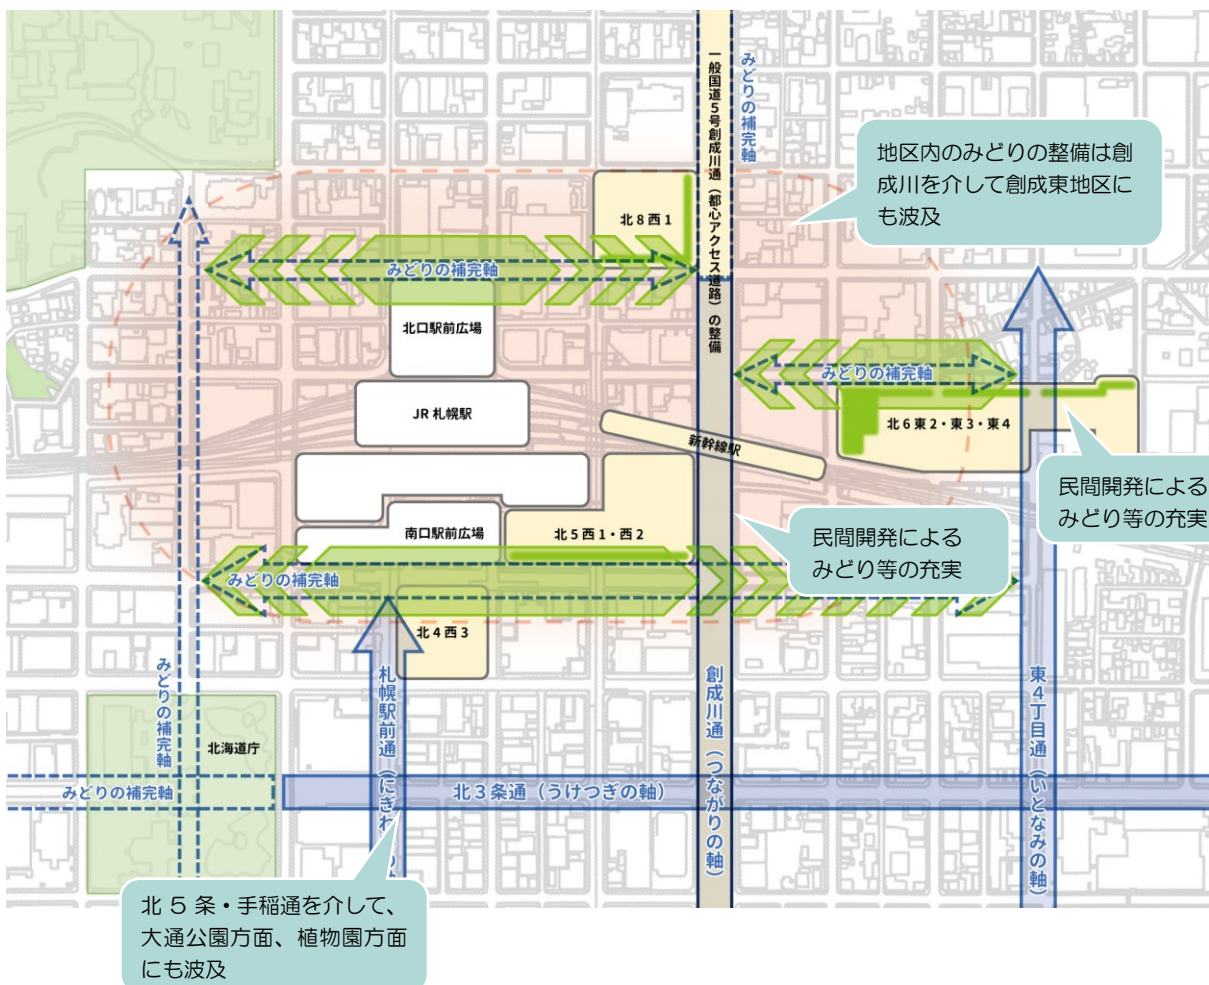 一般国道5号創成川通（都心アクセス道路）の整備
みどりの補完軸
地区内のみどりの整備は創
成川を介して創成東地区に
も波及
北8西1
みどりの補完軸
北口駅前広場
JR 札幌駅
みどりの補完軸
北6東2・東3・東4
新幹線駅
民間開発による
みどり等の充実
南口駅前広場
北5西1・西2
民間開発による
みどり等の充実
みどりの補完軸
北4西3
みどりの補完軸
北海道庁
札幌駅前通（にぎわ
創成川通（つながりの軸）
東4丁目通（いとなみの軸）
みどりの補完軸
北3条通（うけつぎの軸）
北 5 条・手稲通を介して、
大通公園方面、植物園方面
にも波及